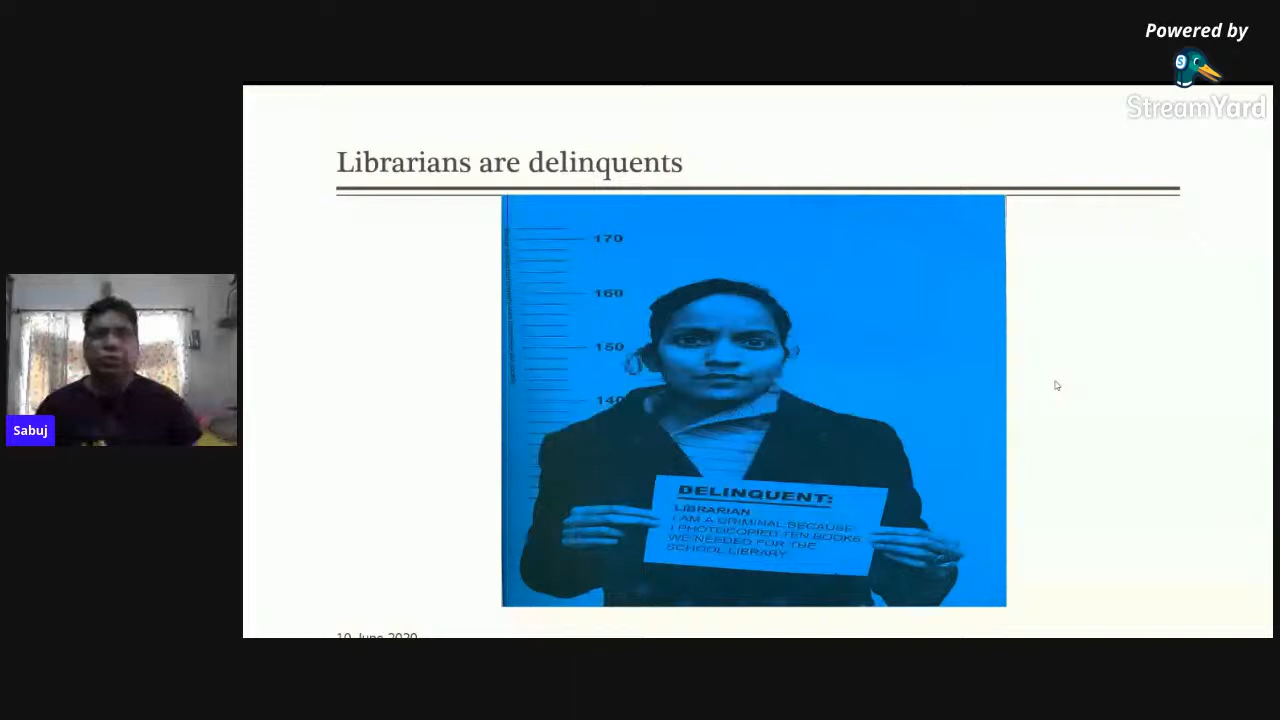 Powered by
StreamYard
Librarians are delinquents
170
160
150
140
DELINQUENT:
LIBRARIAN
I AM A CRIMINAL BECAUSE
I PHOTOCOPIED TEN BOOKS
WE NEEDED FOR THE
SCHOOL LIBRARY
Sabuj
10 June 2020